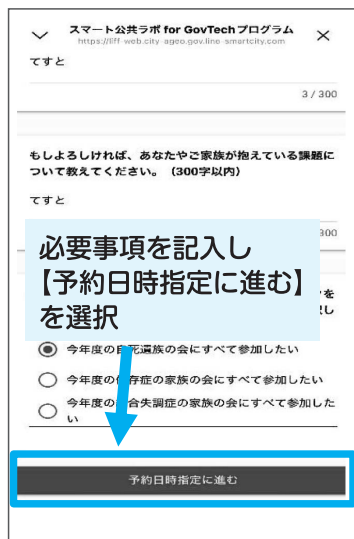 スマート公共ラボ for GovTechプログラム
https://liff-web.city-ageo.gov.line-smartcity.com
てすと
3 / 300
もしよろしければ、あなたやご家族が抱えている課題に
ついて教えてください。（300字以内）
てすと
300
必要事項を記入し
【予約日時指定に進む】
を選択
を
し
今年度の自死遺族の会にすべて参加したい
今年度の依存症の家族の会にすべて参加したい
今年度の統合失調症の家族の会にすべて参加した
い
予約日時指定に進む